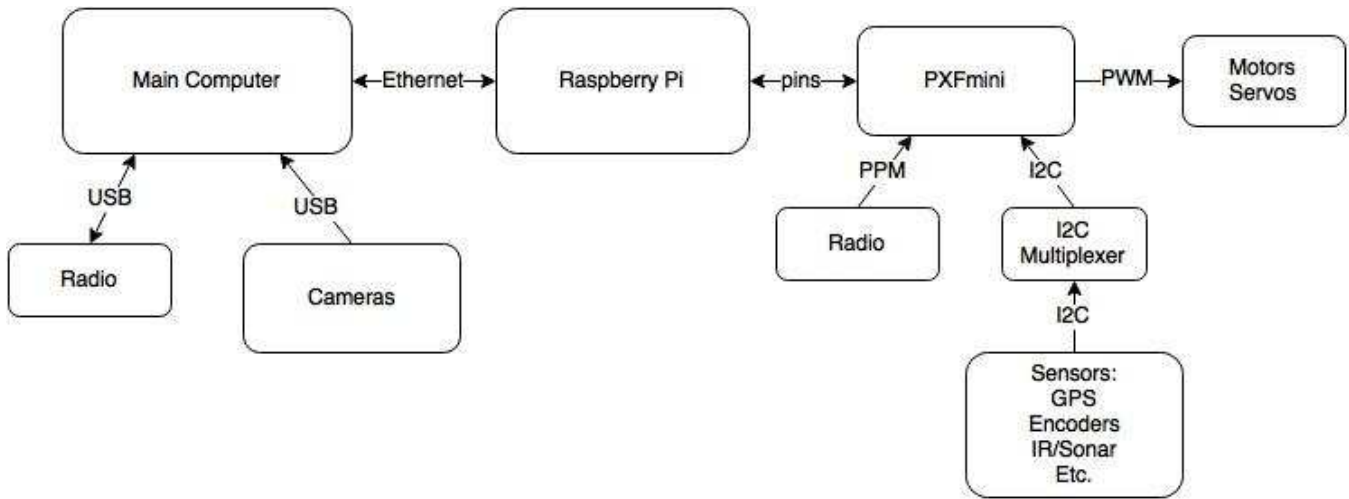 Main Computer
Ethernet
Raspberry Pi
pins
PXFmini
PWM
Motors
Servos
USB
USB
PPM
I2C
Radio
Cameras
Radio
I2C
Multiplexer
I2C
Sensors:
GPS
Encoders
IR/Sonar
Etc.